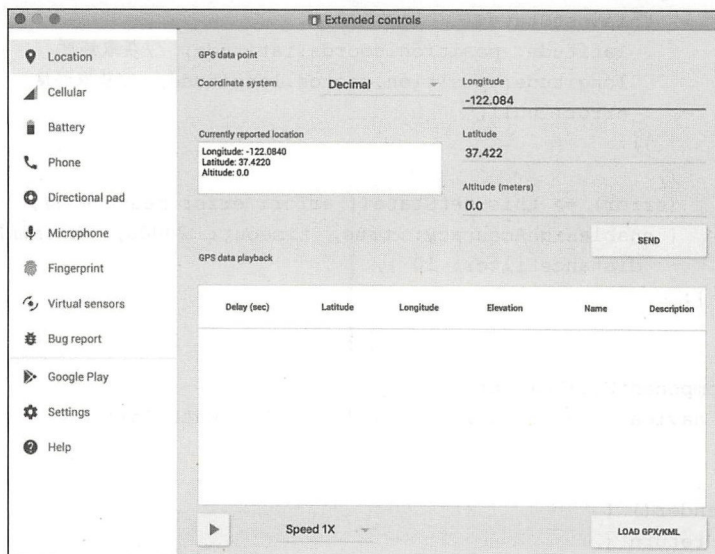 Extended controls
Location
Cellular
Battery
Phone
Directional pad
Microphone
Fingerprint
Virtual sensors
Bug report
Google Play
Settings
Help
GPS data point
Coordinate system
Decimal
Longitude
-122.084
Currently reported location
Longitude: -122.0840
Latitude: 37.4220
Altitude: 0.0
Latitude
37.422
Altitude (meters)
0.0
SEND
GPS data playback
Delay (sec) Latitude Longitude Elevation Name Description
Speed 1X
LOAD GPX/KML